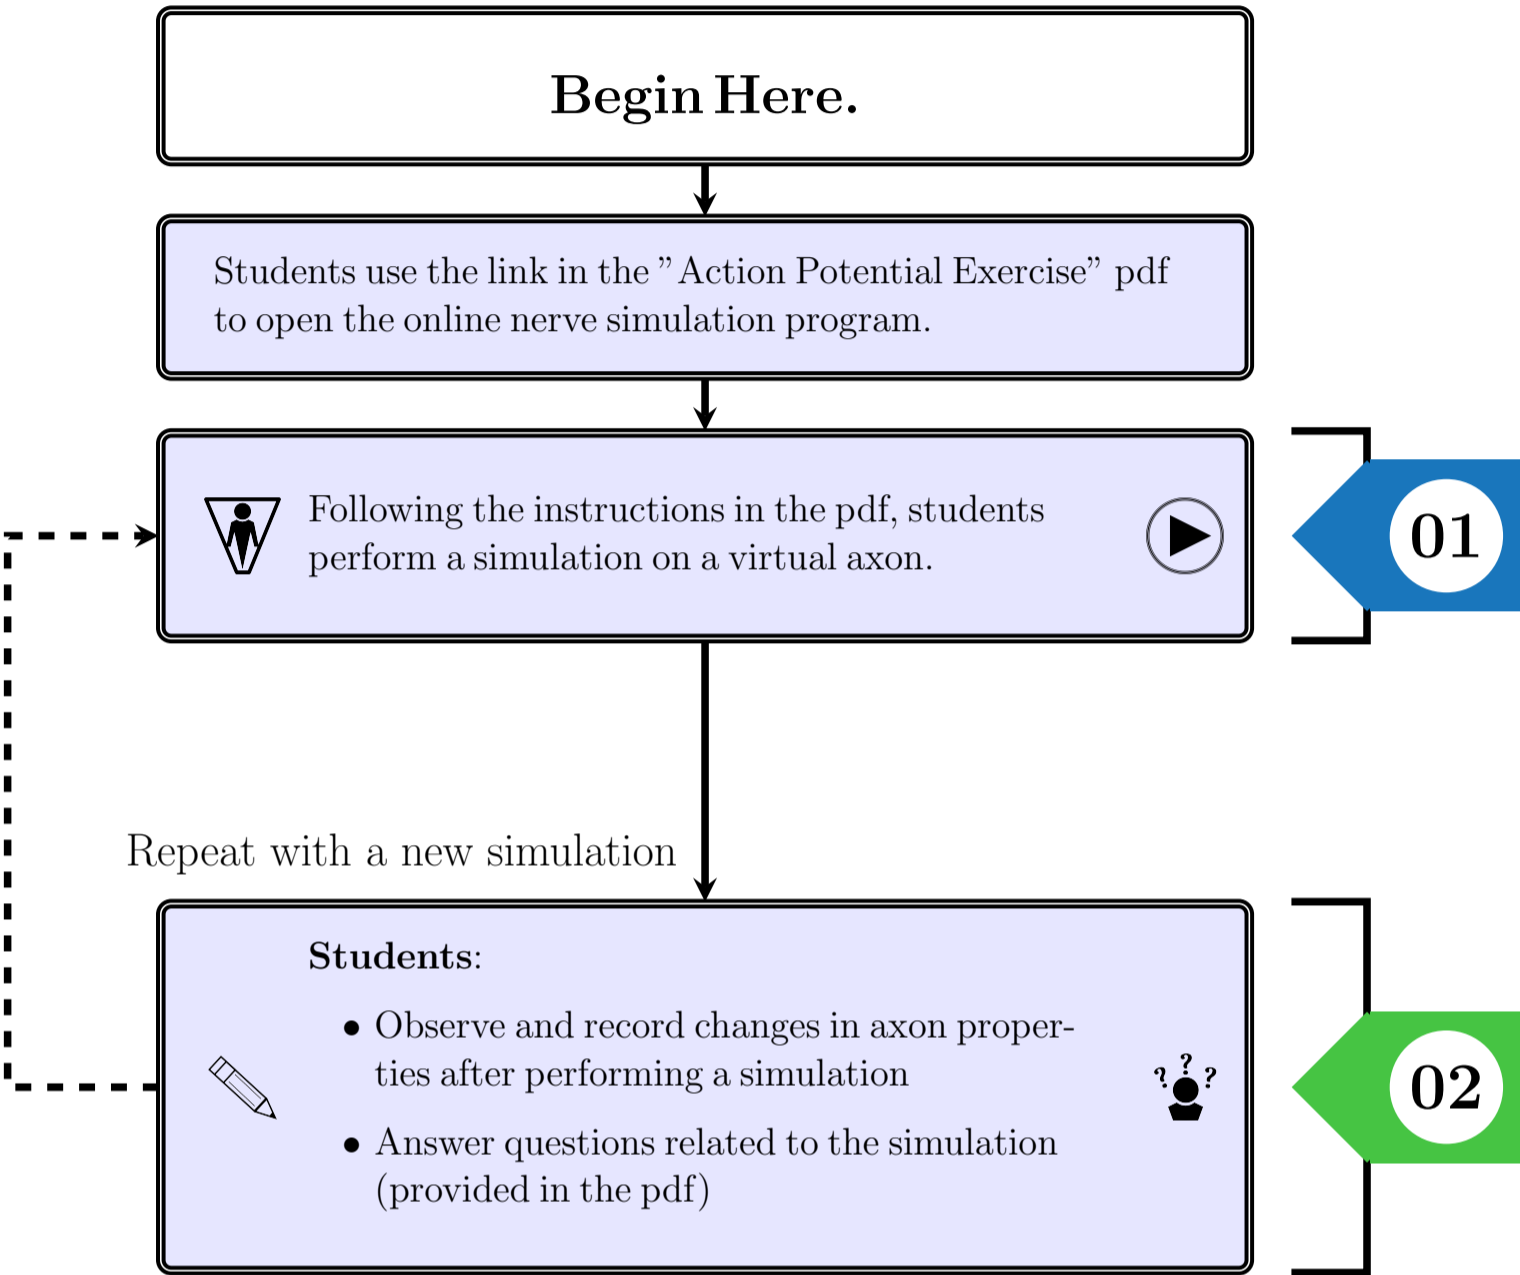 Begin Here.
Students use the link in the ”Action Potential Exercise” pdf
to open the online nerve simulation program.
Following the instructions in the pdf, students
perform a simulation on a virtual axon.
01
Repeat with a new simulation
Students:
• Observe and record changes in axon proper-
ties after performing a simulation
• Answer questions related to the simulation
(provided in the pdf)
? ? ?
02